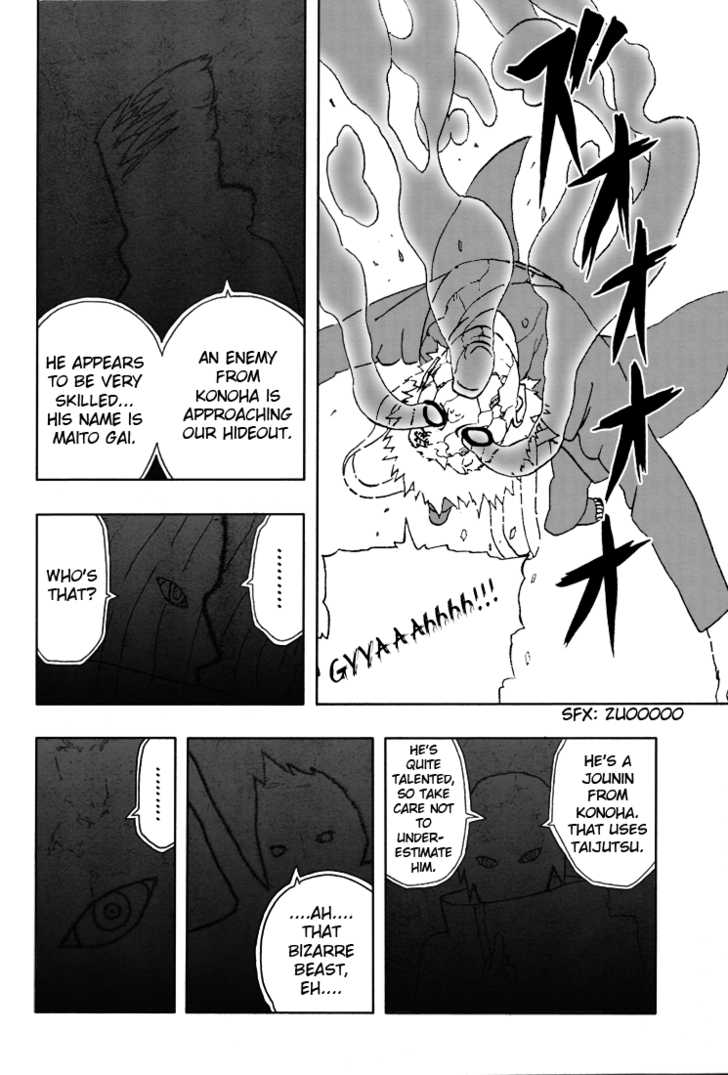 ズオオオオ
GYYAAAhhhh!!!
SFX: ZUOOOOO
AN ENEMY
FROM
KONOHA IS
APPROACHING
OUR HIDEOUT.
HE APPEARS
TO BE VERY
SKILLED...
HIS NAME IS
MAITO GAI.
.........
WHO'S
THAT?
HE'S A
JOUNIN
FROM
KONOHA.
THAT USES
TAIJUTSU.
HE'S
QUITE
TALENTED,
SO TAKE
CARE NOT
TO
UNDER-
ESTIMATE
HIM.
....AH....
THAT
BIZARRE
BEAST,
EH....
.........